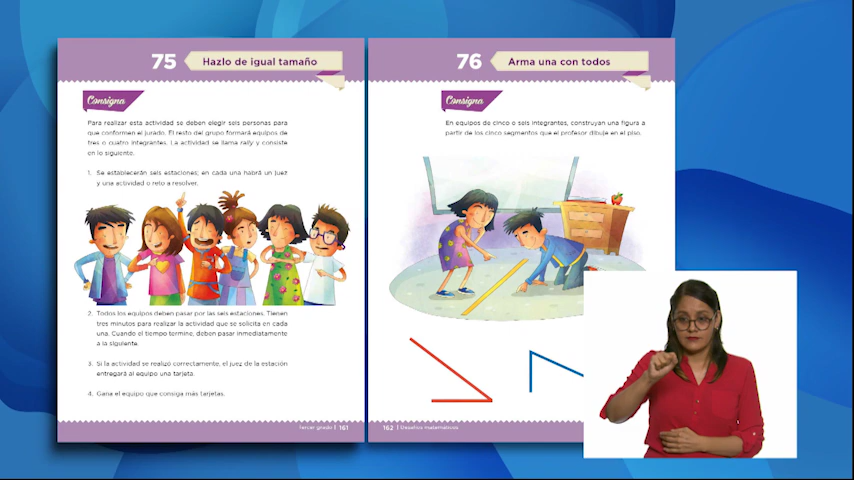 75
Hazlo de igual tamaño
Consigna
Para realizar esta actividad se deben elegir seis personas para
que conformen el jurado. El resto del grupo formará equipos de
tres o cuatro integrantes. La actividad se llama rally y consiste
en lo siguiente.
1. Se establecerán seis estaciones; en cada una habrá un juez
y una actividad o reto a resolver.
2. Todos los equipos deben pasar por las seis estaciones. Tienen
tres minutos para realizar la actividad que se solicita en cada
una. Cuando el tiempo termine, deben pasar inmediatamente
a la siguiente.
3. Si la actividad se realizó correctamente, el juez de la estación
entregará al equipo una tarjeta.
4. Gana el equipo que consiga más tarjetas.
Tercer grado | 161
76
Arma una con todos
Consigna
En equipos de cinco o seis integrantes, construyan una figura a
partir de los cinco segmentos que el profesor dibuje en el piso.
162 | Desafíos matemáticos